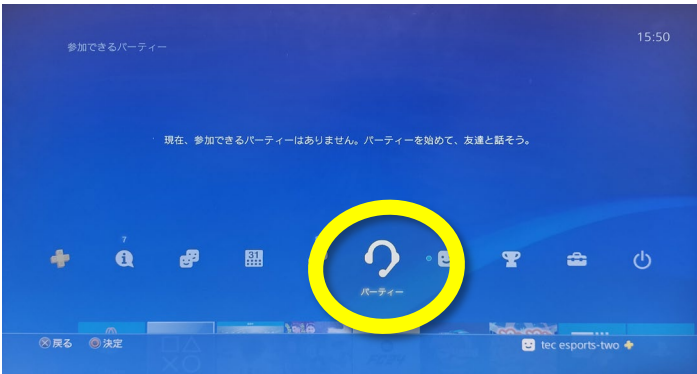 参加できるパーティー
15:50
現在、参加できるパーティーはありません。パーティーを始めて、友達と話そう。
7
31
パーティー
戻る 決定
tec esports-two